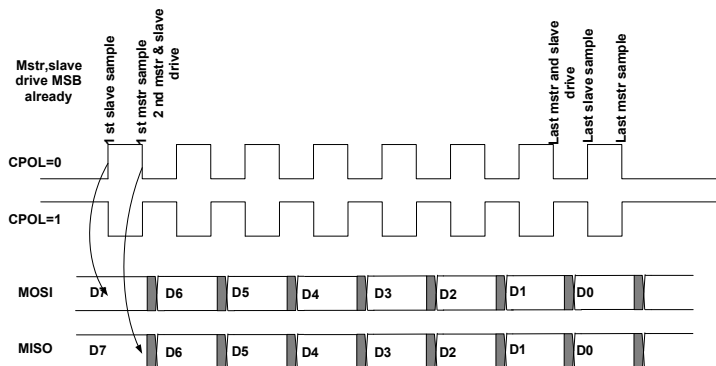 Mstr,slave
drive MSB
already
1 st slave sample
1 st mstr sample
2 nd mstr & slave
drive
Last mstr and slave
drive
Last slave sample
Last mstr sample
CPOL=0
CPOL=1
MOSI
D7
D6
D5
D4
D3
D2
D1
D0
MISO
D7
D6
D5
D4
D3
D2
D1
D0